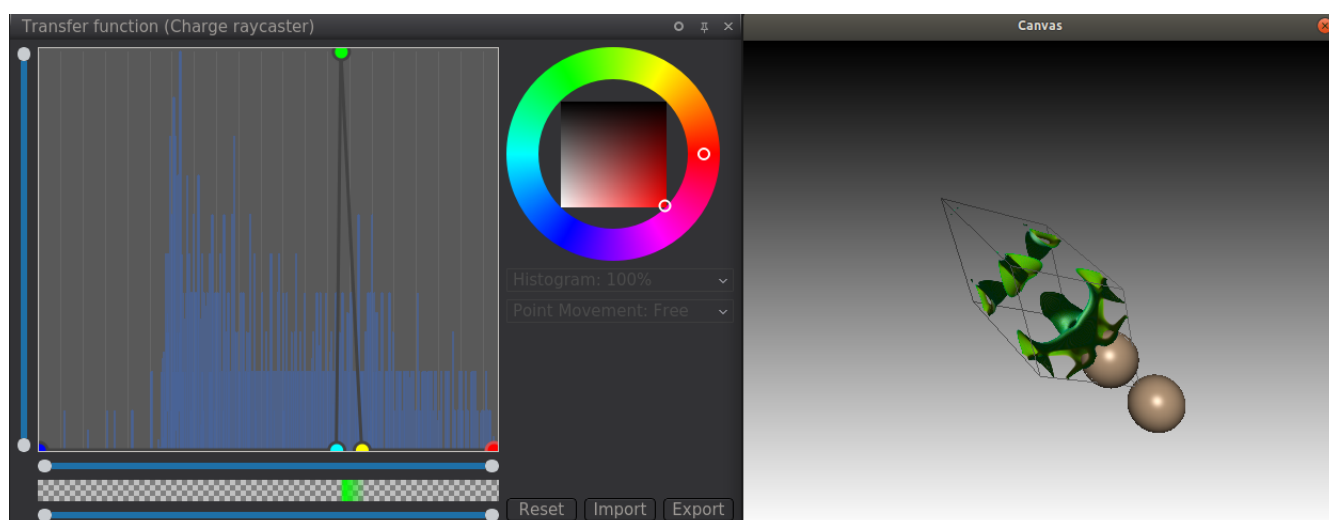 Transfer function (Charge raycaster)
Canvas
Histogram: 100%
Point Movement: Free
Reset
Import
Export